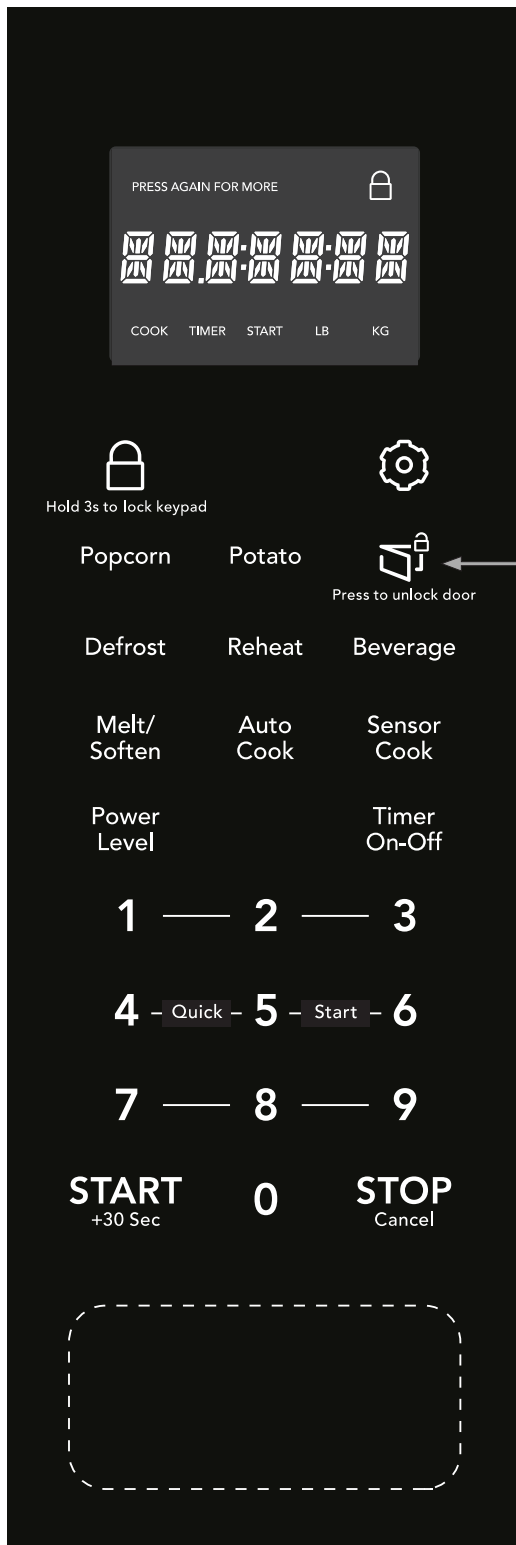 PRESS AGAIN FOR MORE
COOK TIMER START LB KG
Hold 3s to lock keypad
Popcorn Potato
Press to unlock door
Defrost Reheat Beverage
Melt/ Auto Sensor
Soften Cook Cook
Power Timer
Level On-Off
1 2 3
4 Quick 5 Start 6
7 8 9
START 0 STOP
+30 Sec Cancel